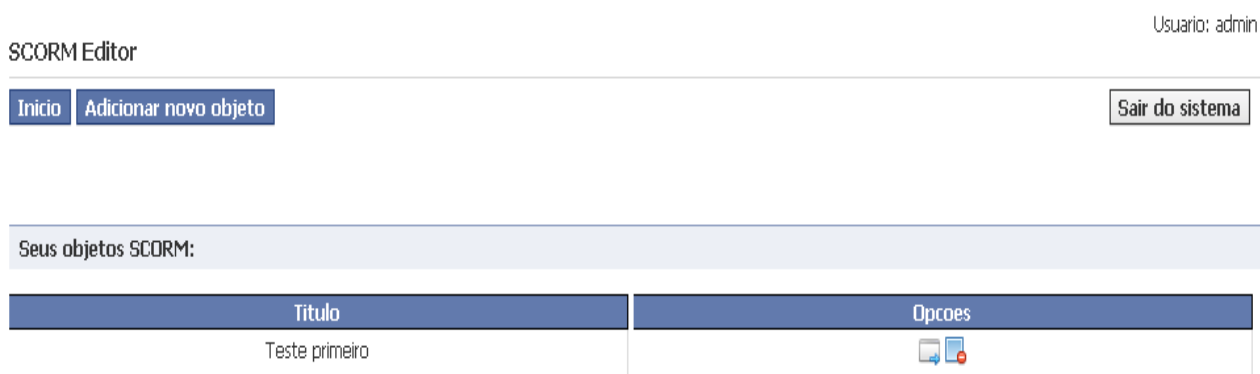 Usuario: admin
SCORM Editor
Inicio Adicionar novo objeto Sair do sistema
Seus objetos SCORM:
Titulo Opcoes
Teste primeiro